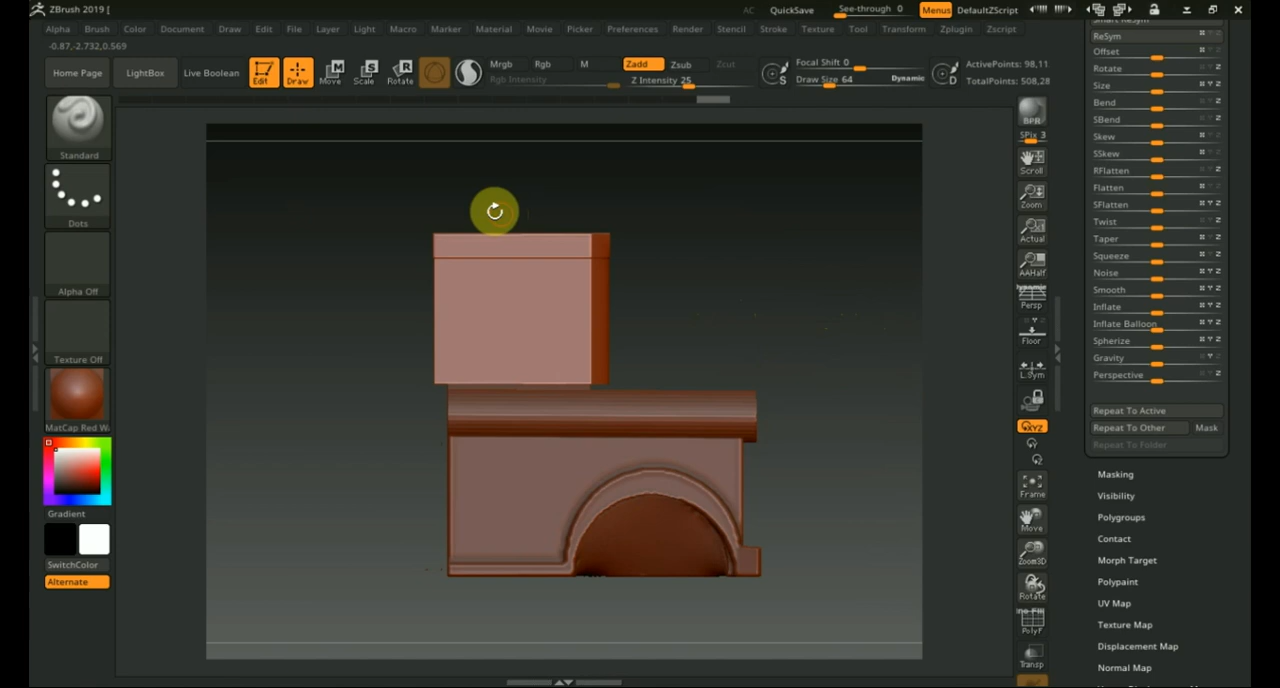 ZBrush 2019 [
AC QuickSave See-through 0 Menus DefaultZScript
Alpha Brush Color Document Draw Edit File Layer Light Macro Marker Material Movie Picker Preferences Render Stencil Stroke Texture Tool Transform Zplugin Zscript
-0.87,-2.732,0.569
Home Page LightBox Live Boolean Edit Draw Move Scale Rotate
Mrgb Rgb M Zadd Zsub Zcut
Rgb Intensity Z Intensity 25
Focal Shift 0
Draw Size 64 Dynamic
ActivePoints: 98,11
TotalPoints: 508,28
Standard
Dots
Alpha Off
Texture Off
MatCap Red W
Gradient
SwitchColor
Alternate
BPR
SPix 3
Scroll
Zoom
Actual
AAHalf
Persp
Floor
L.Sym
XYZ
Frame
Move
Zoom3D
Rotate
PolyF
Transp
Smart ReSym
ReSym
Offset
Rotate
Size
Bend
SBend
Skew
SSkew
RFlatten
Flatten
SFlatten
Twist
Taper
Squeeze
Noise
Smooth
Inflate
Inflate Balloon
Spherize
Gravity
Perspective
Repeat To Active
Repeat To Other Mask
Repeat To Folder
Masking
Visibility
Polygroups
Contact
Morph Target
Polypaint
UV Map
Texture Map
Displacement Map
Normal Map